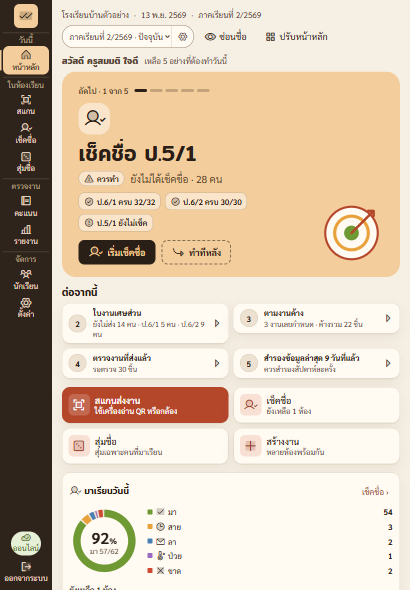 วันนี้
หน้าหลัก
ในห้องเรียน
สแกน
เช็คชื่อ
สุ่มชื่อ
ตรวจงาน
คะแนน
รายงาน
จัดการ
นักเรียน
ตั้งค่า
ออนไลน์
ออกจากระบบ
โรงเรียนบ้านตัวอย่าง · 13 พ.ย. 2569 · ภาคเรียนที่ 2/2569
ภาคเรียนที่ 2/2569 · ปัจจุบัน
ซ่อนชื่อ
ปรับหน้าหลัก
สวัสดี ครูสมมติ ใจดี เหลือ 5 อย่างที่ต้องทำวันนี้
ถัดไป · 1 จาก 5
เช็คชื่อ ป.5/1
ควรทำ ยังไม่ได้เช็คชื่อ · 28 คน
ป.6/1 ครบ 32/32
ป.6/2 ครบ 30/30
ป.5/1 ยังไม่เช็ค
เริ่มเช็คชื่อ
ทำทีหลัง
ต่อจากนี้
2 ใบงานเศษส่วน
ยังไม่ส่ง 14 คน · ป.6/1 5 คน · ป.6/2 9 คน
3 ตามงานค้าง
3 งานเลยกำหนด · ค้างรวม 22 ชิ้น
4 ตรวจงานที่ส่งแล้ว
รอตรวจ 30 ชิ้น
5 สำรองข้อมูลล่าสุด 9 วันที่แล้ว
ควรสำรองสัปดาห์ละครั้ง
สแกนส่งงาน
ใช้เครื่องอ่าน QR หรือกล้อง
เช็คชื่อ
ยังเหลือ 1 ห้อง
สุ่มชื่อ
สุ่มเฉพาะคนที่มาเรียน
สร้างงาน
หลายห้องพร้อมกัน
มาเรียนวันนี้
เช็คชื่อ ›
92%
มา 57/62
มา 54
สาย 3
ลา 2
ป่วย 1
ขาด 2